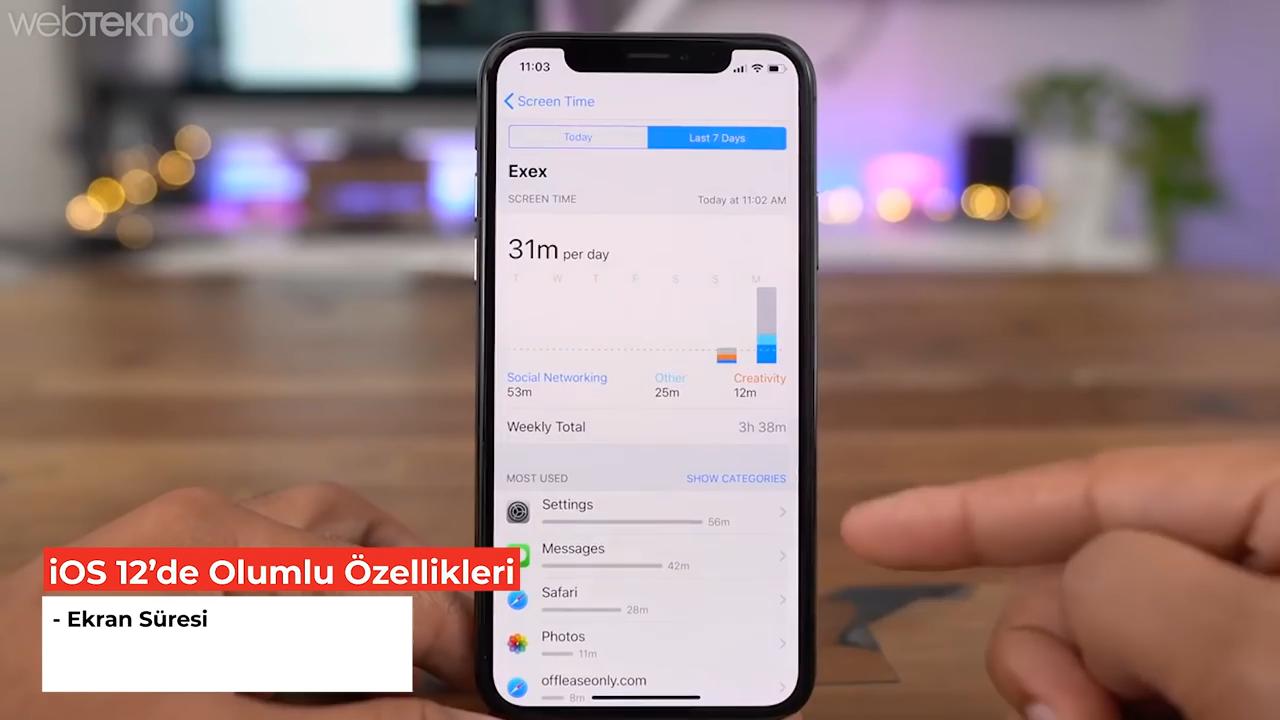 webTEKNO
11:03
Screen Time
Today Last 7 Days
Exex
SCREEN TIME Today at 11:02 AM
31m per day
T W T F S S M
Social Networking Other Creativity
53m 25m 12m
Weekly Total 3h 38m
MOST USED SHOW CATEGORIES
Settings
56m
Messages
42m
Safari
28m
Photos
11m
offleaseonly.com
8m
iOS 12’de Olumlu Özellikleri
- Ekran Süresi